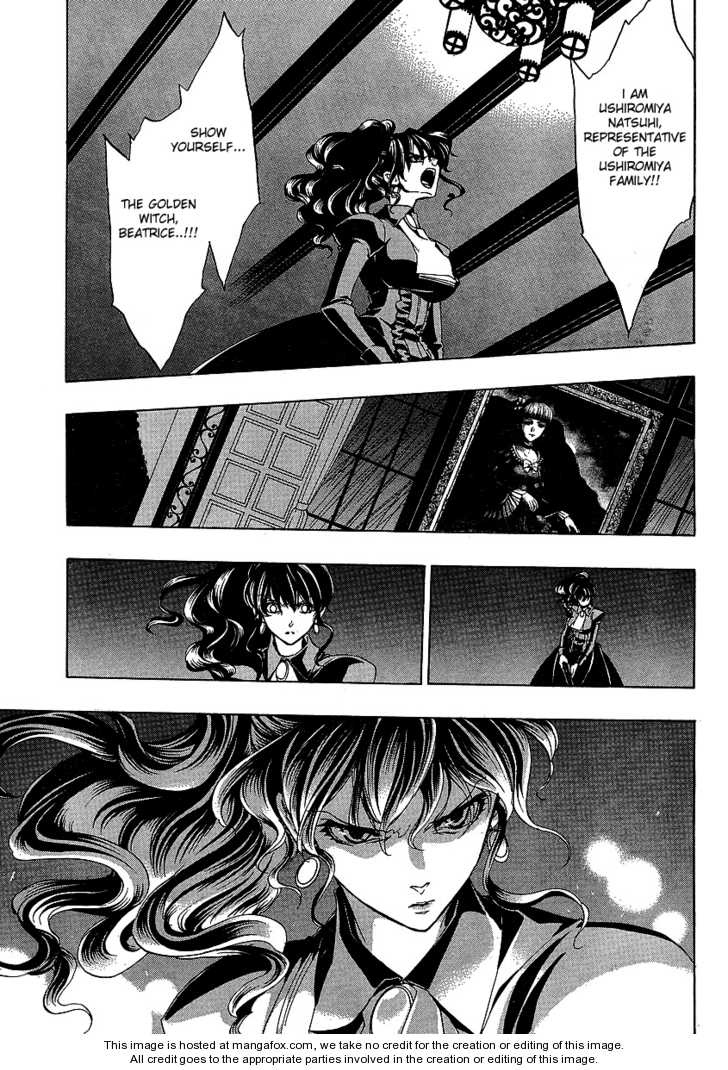 I AM
USHIROMIYA
NATSUHI,
REPRESENTATIVE
OF THE
USHIROMIYA
FAMILY!!
SHOW
YOURSELF...
THE GOLDEN
WITCH,
BEATRICE..!!!
This image is hosted at mangafox.com, we take no credit for the creation or editing of this image.
All credit goes to the appropriate parties involved in the creation or editing of this image.